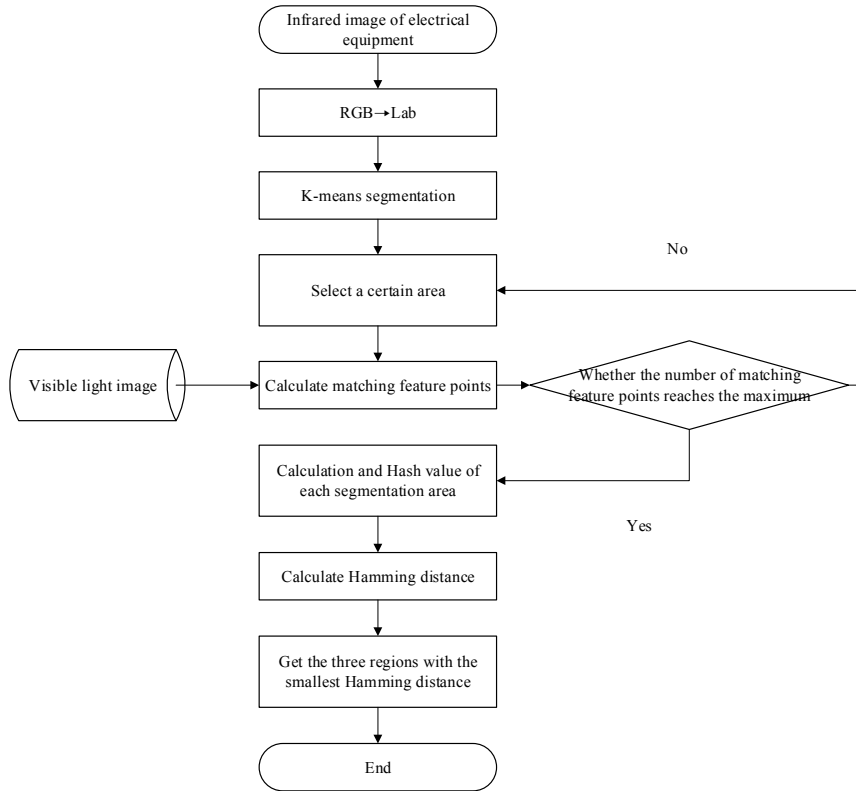 Infrared image of electrical
equipment
RGB→Lab
K-means segmentation
No
Select a certain area
Visible light image
Calculate matching feature points
Whether the number of matching
feature points reaches the maximum
Calculation and Hash value of
each segmentation area
Yes
Calculate Hamming distance
Get the three regions with the
smallest Hamming distance
End